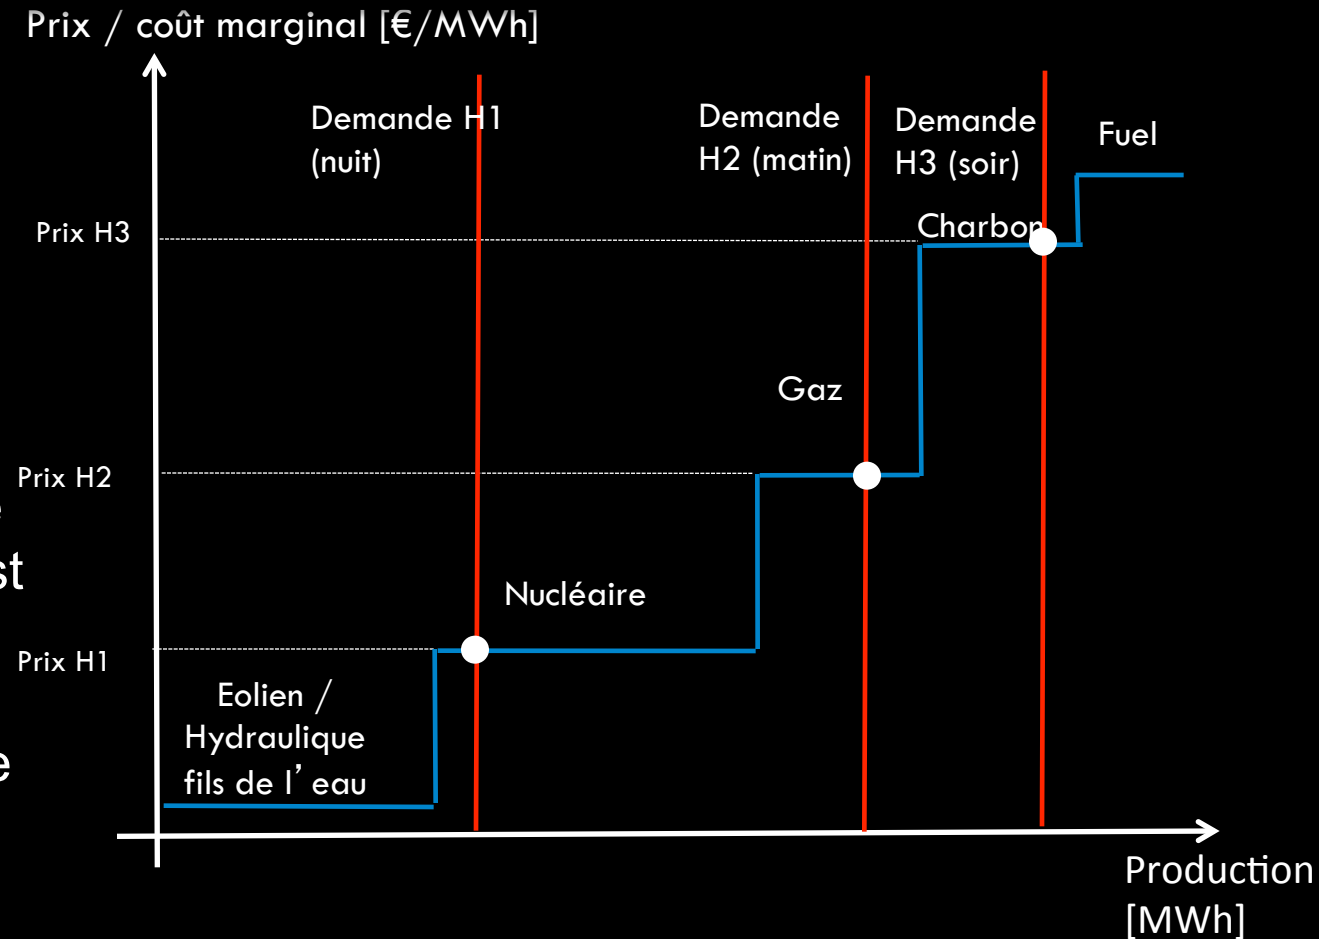 Prix / coût marginal [€/MWh]
Demande H1
(nuit)
Demande
H2 (matin)
Demande
H3 (soir)
Fuel
Prix H3
Charbon
Gaz
Prix H2
e
st
Nucléaire
Prix H1
Eolien /
Hydraulique
fils de l’ eau
e
Production
[MWh]